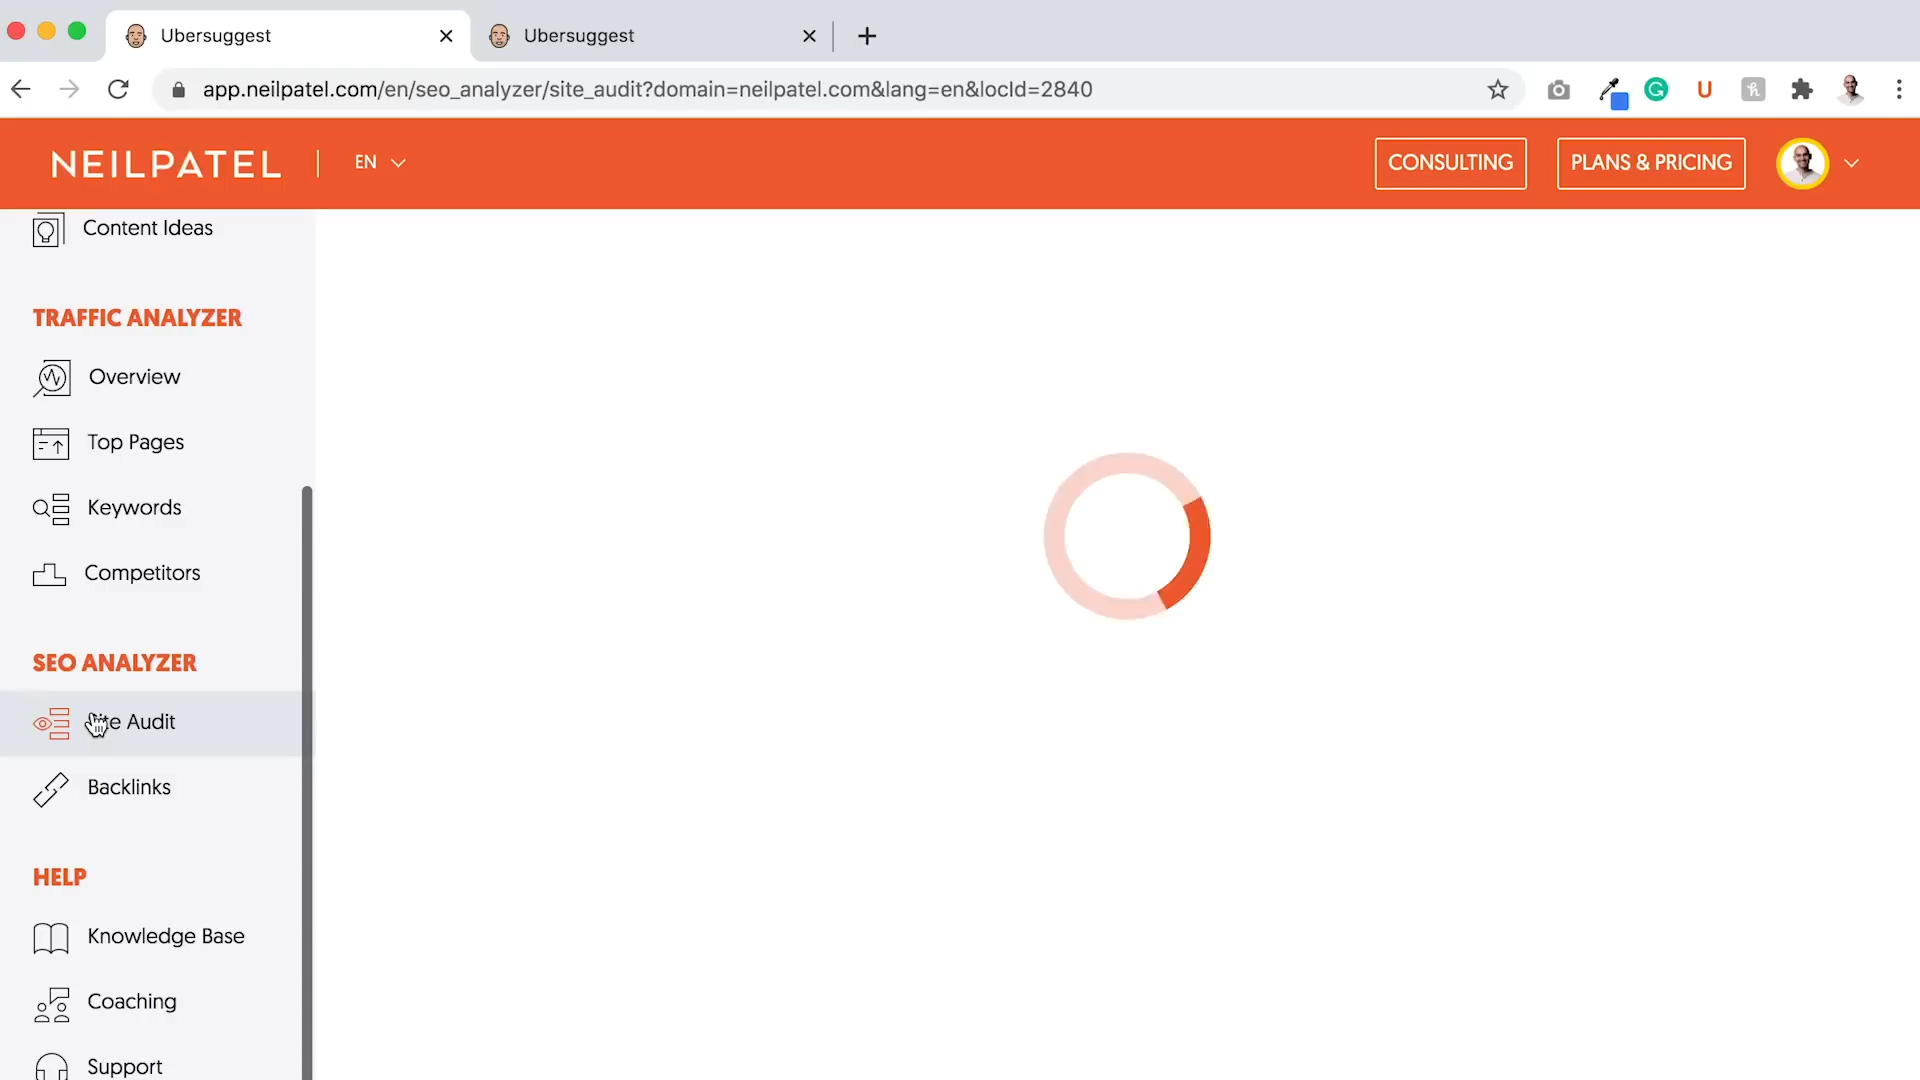 Ubersuggest
Ubersuggest
app.neilpatel.com/en/seo_analyzer/site_audit?domain=neilpatel.com&lang=en&locId=2840
NEILPATEL
EN
CONSULTING
PLANS & PRICING
Content Ideas
TRAFFIC ANALYZER
Overview
Top Pages
Keywords
Competitors
SEO ANALYZER
Site Audit
Backlinks
HELP
Knowledge Base
Coaching
Support